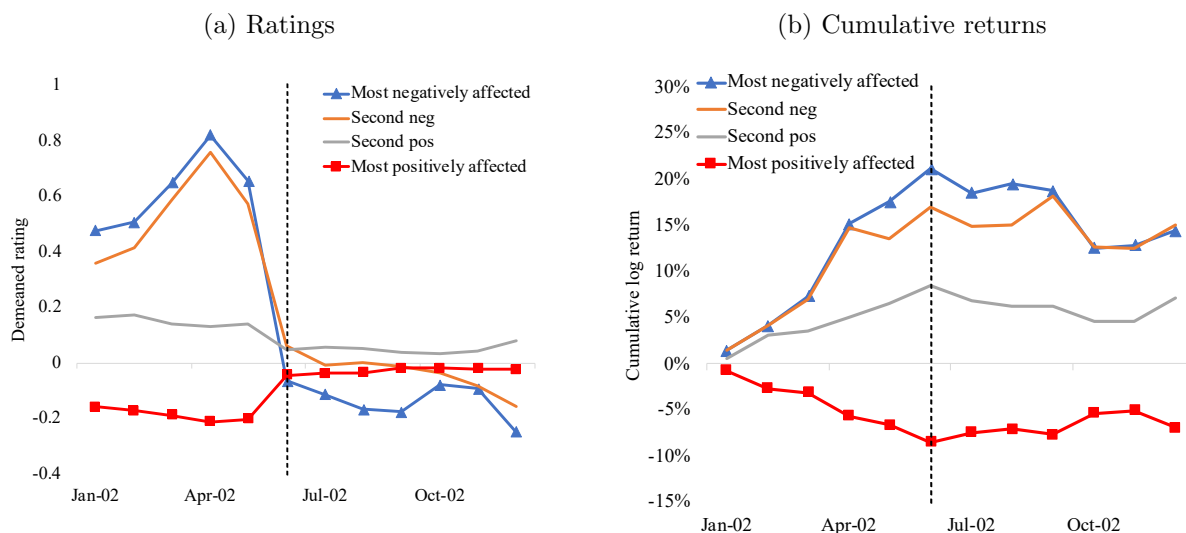 (a) Ratings
Demeaned rating
1
0.8
0.6
0.4
0.2
0
-0.2
-0.4
Jan-02 Apr-02 Jul-02 Oct-02
Most negatively affected
Second neg
Second pos
Most positively affected
(b) Cumulative returns
Cumulative log return
30%
25%
20%
15%
10%
5%
0%
-5%
-10%
-15%
Jan-02 Apr-02 Jul-02 Oct-02
Most negatively affected
Second neg
Second pos
Most positively affected